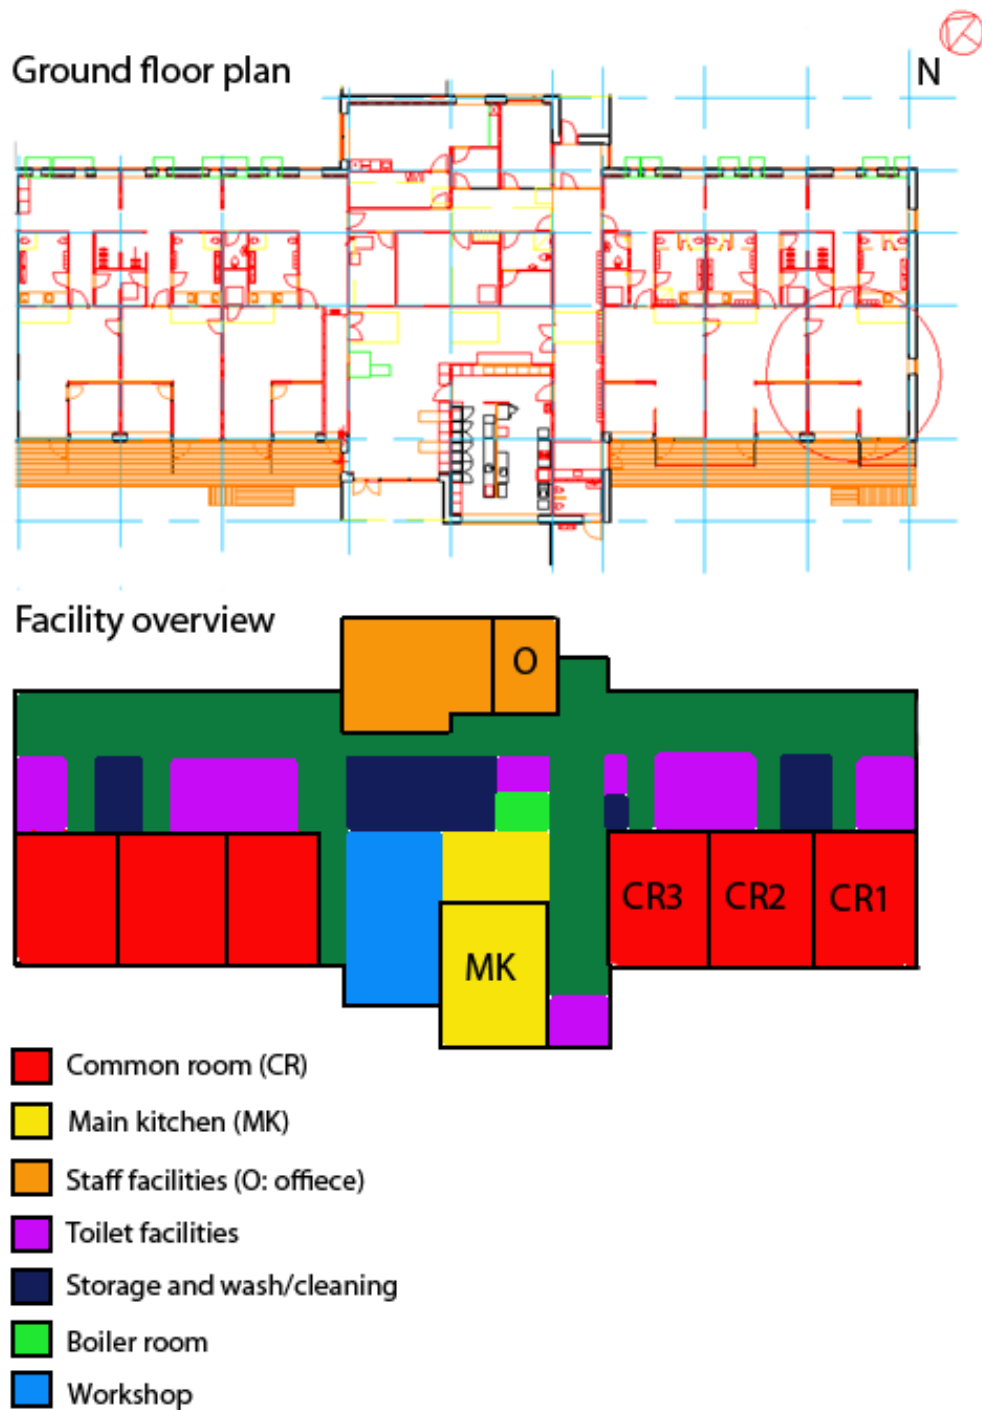 Ground floor plan
N
Facility overview
O
CR3 CR2 CR1
MK
Common room (CR)
Main kitchen (MK)
Staff facilities (O: offiece)
Toilet facilities
Storage and wash/cleaning
Boiler room
Workshop